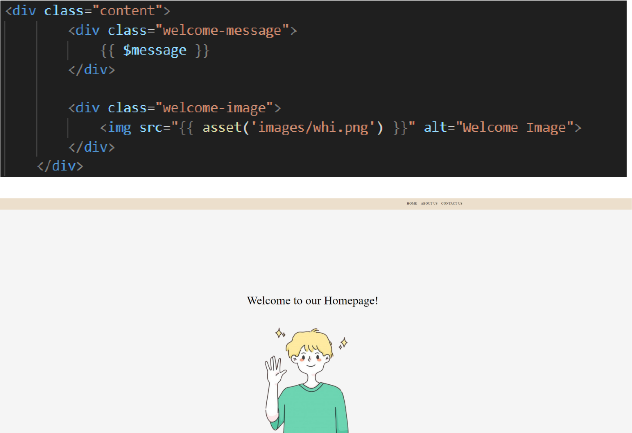 <div class="content">
<div class="welcome-message">
{{ $message }}
</div>
<div class="welcome-image">
<img src="{{ asset('images/whi.png') }}" alt="Welcome Image">
</div>
</div>
HOME ABOUT US CONTACT US
Welcome to our Homepage!